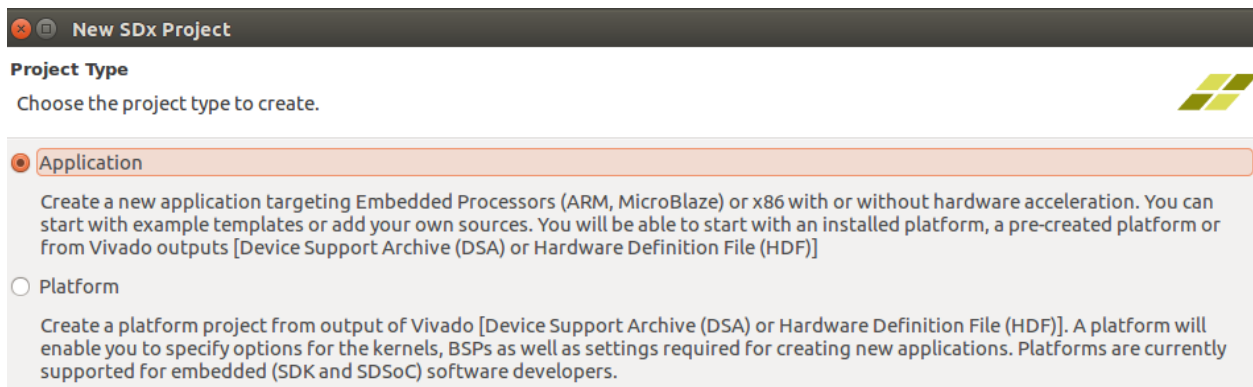 New SDx Project
Project Type
Choose the project type to create.
Application
Create a new application targeting Embedded Processors (ARM, MicroBlaze) or x86 with or without hardware acceleration. You can
start with example templates or add your own sources. You will be able to start with an installed platform, a pre-created platform or
from Vivado outputs [Device Support Archive (DSA) or Hardware Definition File (HDF)]
Platform
Create a platform project from output of Vivado [Device Support Archive (DSA) or Hardware Definition File (HDF)]. A platform will
enable you to specify options for the kernels, BSPs as well as settings required for creating new applications. Platforms are currently
supported for embedded (SDK and SDSoC) software developers.